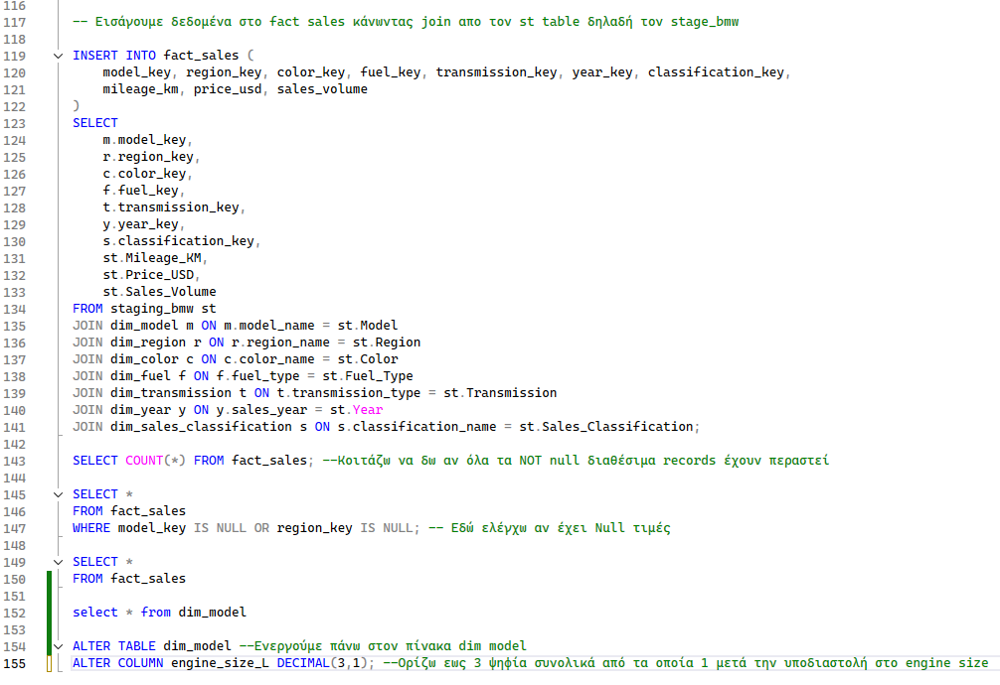 116
117 -- Εισάγουμε δεδομένα στο fact sales κάνωντας join απο τον st table δηλαδή τον stage_bmw
118
119 INSERT INTO fact_sales (
120 model_key, region_key, color_key, fuel_key, transmission_key, year_key, classification_key,
121 mileage_km, price_usd, sales_volume
122 )
123 SELECT
124 m.model_key,
125 r.region_key,
126 c.color_key,
127 f.fuel_key,
128 t.transmission_key,
129 y.year_key,
130 s.classification_key,
131 st.Mileage_KM,
132 st.Price_USD,
133 st.Sales_Volume
134 FROM staging_bmw st
135 JOIN dim_model m ON m.model_name = st.Model
136 JOIN dim_region r ON r.region_name = st.Region
137 JOIN dim_color c ON c.color_name = st.Color
138 JOIN dim_fuel f ON f.fuel_type = st.Fuel_Type
139 JOIN dim_transmission t ON t.transmission_type = st.Transmission
140 JOIN dim_year y ON y.sales_year = st.Year
141 JOIN dim_sales_classification s ON s.classification_name = st.Sales_Classification;
142
143 SELECT COUNT(*) FROM fact_sales; --Κοιτάζω να δω αν όλα τα NOT null διαθέσιμα records έχουν περαστεί
144
145 SELECT *
146 FROM fact_sales
147 WHERE model_key IS NULL OR region_key IS NULL; -- Εδώ ελέγχω αν έχει Null τιμές
148
149 SELECT *
150 FROM fact_sales
151
152 select * from dim_model
153
154 ALTER TABLE dim_model --Ενεργούμε πάνω στον πίνακα dim model
155 ALTER COLUMN engine_size_L DECIMAL(3,1); --Ορίζω εως 3 ψηφία συνολικά από τα οποία 1 μετά την υποδιαστολή στο engine size